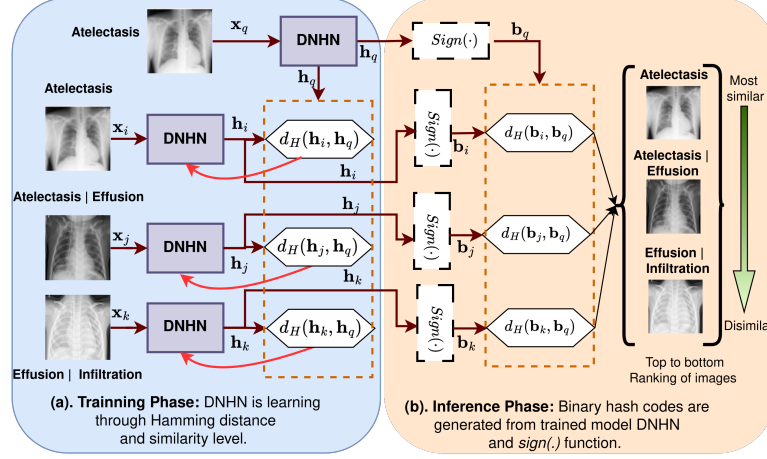 Atelectasis
x_q
DNHN
h_q
Sign(·)
b_q
h_q
Atelectasis
x_i
DNHN
h_i
d_H(h_i, h_q)
h_i
Sign(·)
b_i
d_H(b_i, b_q)
Atelectasis | Effusion
x_j
DNHN
h_j
h_j
d_H(h_j, h_q)
Sign(·)
b_j
d_H(b_j, b_q)
h_k
x_k
DNHN
h_k
d_H(h_k, h_q)
Sign(·)
b_k
d_H(b_k, b_q)
Effusion | Infiltration
Atelectasis
Atelectasis |
Effusion
Effusion |
Infiltration
Most
similar
Disimila
Top to bottom
Ranking of images
(a). Trainning Phase: DNHN is learning
through Hamming distance
and similarity level.
(b). Inference Phase: Binary hash codes are
generated from trained model DNHN
and sign(.) function.